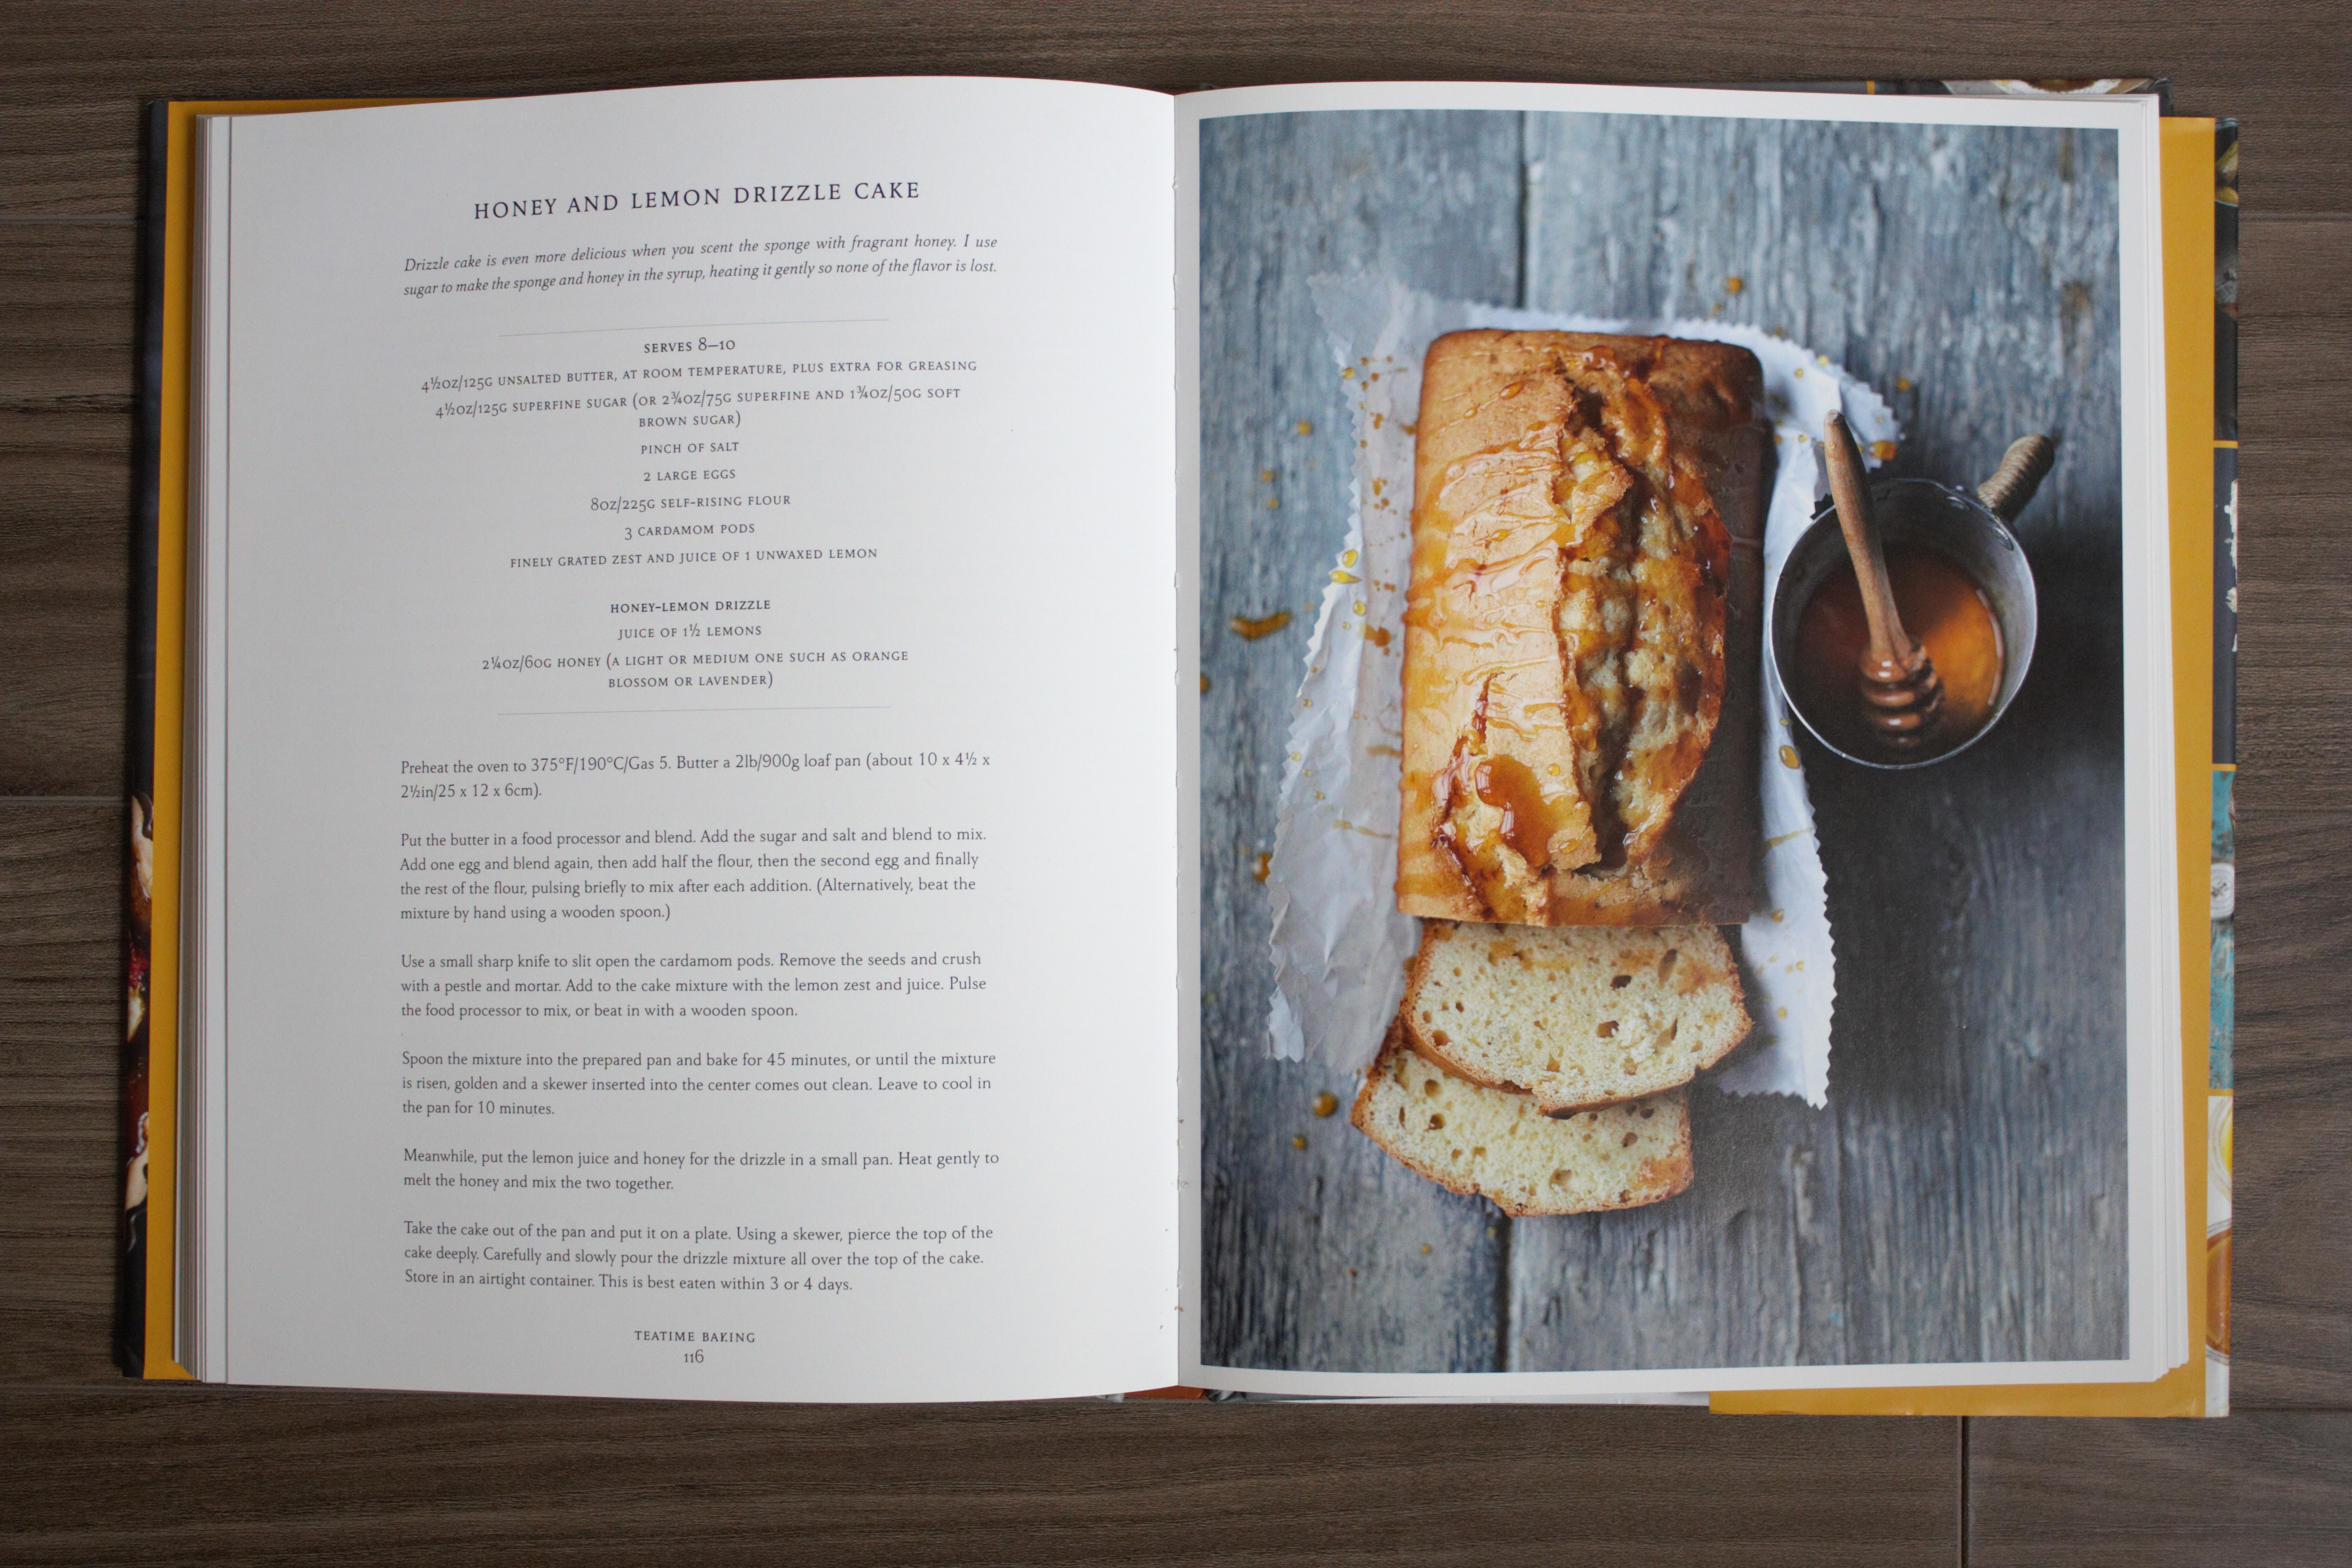 HONEY AND LEMON DRIZZLE CAKE
Drizzle cake is even more delicious when you scent the sponge with fragrant honey. I use
sugar to make the sponge and honey in the syrup, heating it gently so none of the flavor is lost.
SERVES 8–10
4½OZ/125G UNSALTED BUTTER, AT ROOM TEMPERATURE, PLUS EXTRA FOR GREASING
4½OZ/125G SUPERFINE SUGAR (OR 2¾OZ/75G SUPERFINE AND 1¾OZ/50G SOFT
BROWN SUGAR)
PINCH OF SALT
2 LARGE EGGS
8OZ/225G SELF-RISING FLOUR
3 CARDAMOM PODS
FINELY GRATED ZEST AND JUICE OF 1 UNWAXED LEMON
HONEY-LEMON DRIZZLE
JUICE OF 1½ LEMONS
2¼OZ/60G HONEY (A LIGHT OR MEDIUM ONE SUCH AS ORANGE
BLOSSOM OR LAVENDER)
Preheat the oven to 375°F/190°C/Gas 5. Butter a 2lb/900g loaf pan (about 10 x 4½ x
2½in/25 x 12 x 6cm).
Put the butter in a food processor and blend. Add the sugar and salt and blend to mix.
Add one egg and blend again, then add half the flour, then the second egg and finally
the rest of the flour, pulsing briefly to mix after each addition. (Alternatively, beat the
mixture by hand using a wooden spoon.)
Use a small sharp knife to slit open the cardamom pods. Remove the seeds and crush
with a pestle and mortar. Add to the cake mixture with the lemon zest and juice. Pulse
the food processor to mix, or beat in with a wooden spoon.
Spoon the mixture into the prepared pan and bake for 45 minutes, or until the mixture
is risen, golden and a skewer inserted into the center comes out clean. Leave to cool in
the pan for 10 minutes.
Meanwhile, put the lemon juice and honey for the drizzle in a small pan. Heat gently to
melt the honey and mix the two together.
Take the cake out of the pan and put it on a plate. Using a skewer, pierce the top of the
cake deeply. Carefully and slowly pour the drizzle mixture all over the top of the cake.
Store in an airtight container. This is best eaten within 3 or 4 days.
TEATIME BAKING
116